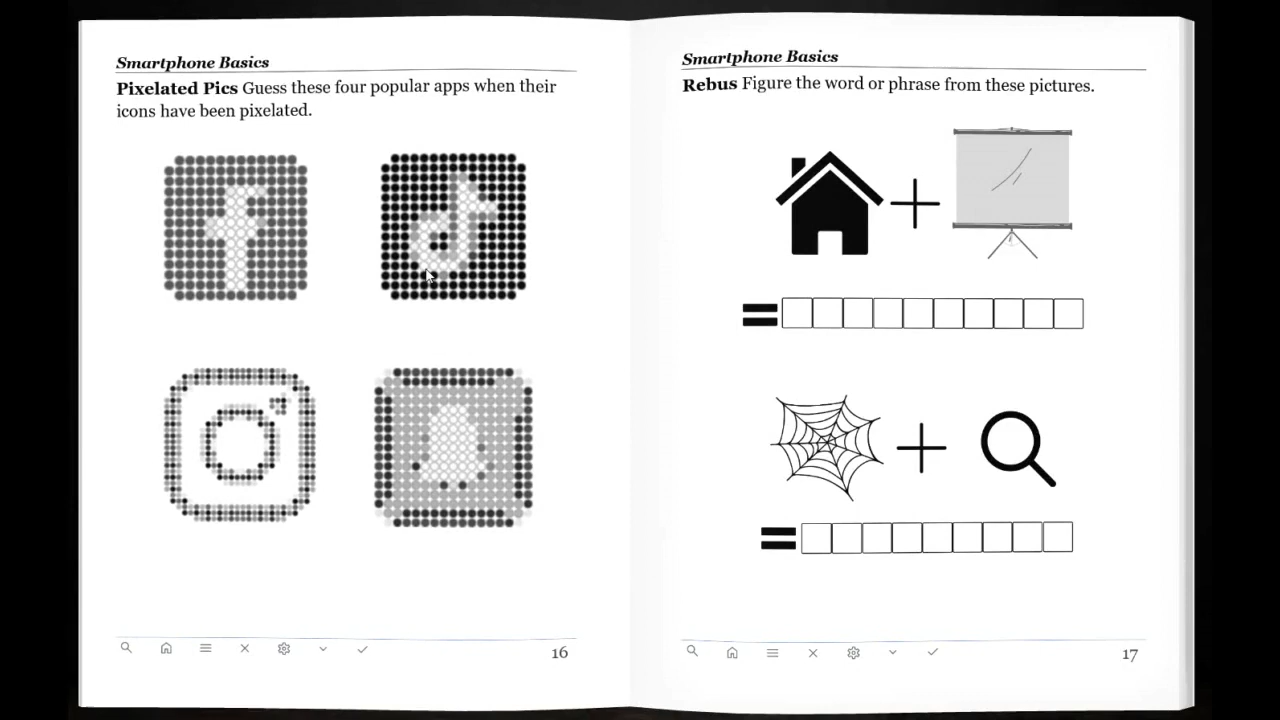 Smartphone Basics
Pixelated Pics Guess these four popular apps when their
icons have been pixelated.
16
Smartphone Basics
Rebus Figure the word or phrase from these pictures.
17